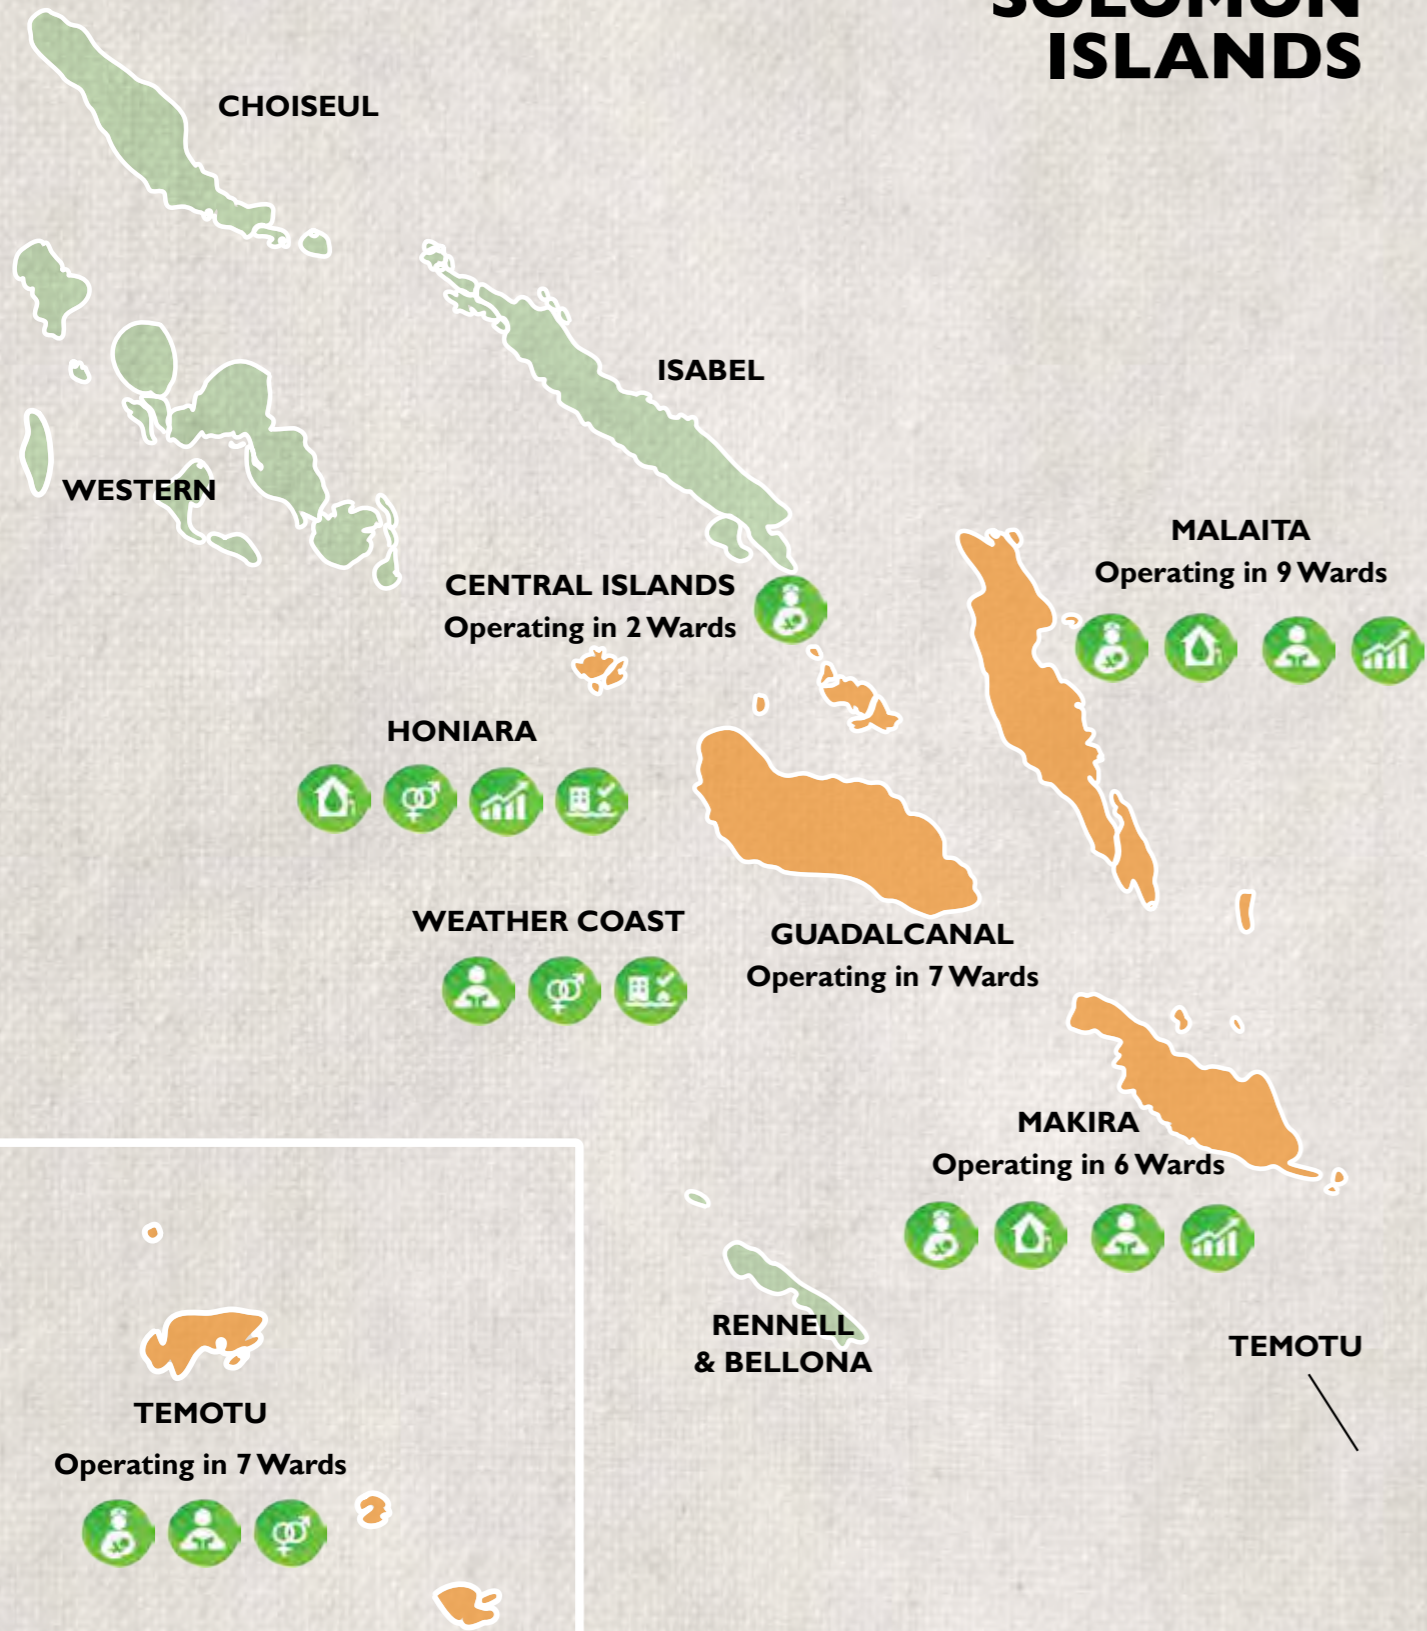 SOLOMON
ISLANDS
CHOISEUL
ISABEL
WESTERN
MALAITA
Operating in 9 Wards
CENTRAL ISLANDS
Operating in 2 Wards
HONIARA
WEATHER COAST
GUADALCANAL
Operating in 7 Wards
MAKIRA
Operating in 6 Wards
RENNELL
& BELLONA
TEMOTU
TEMOTU
Operating in 7 Wards